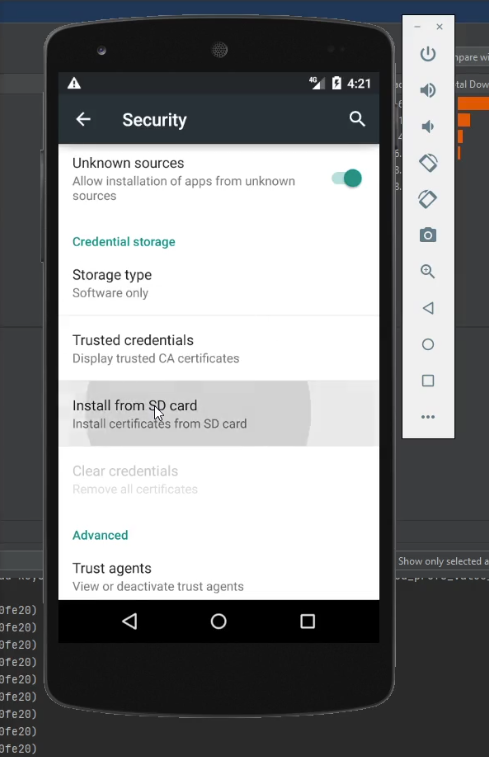 4G
4:21
mpare wi
Security
tal Dow
Unknown sources
Allow installation of apps from unknown
sources
Credential storage
Storage type
Software only
Trusted credentials
Display trusted CA certificates
Install from SD card
Install certificates from SD card
Clear credentials
Remove all certificates
Advanced
Show only selected a
Trust agents
View or deactivate trust agents
0fe20)
0fe20)
0fe20)
0fe20)
0fe20)
0fe20)
0fe20)
0fe20)
0fe20)